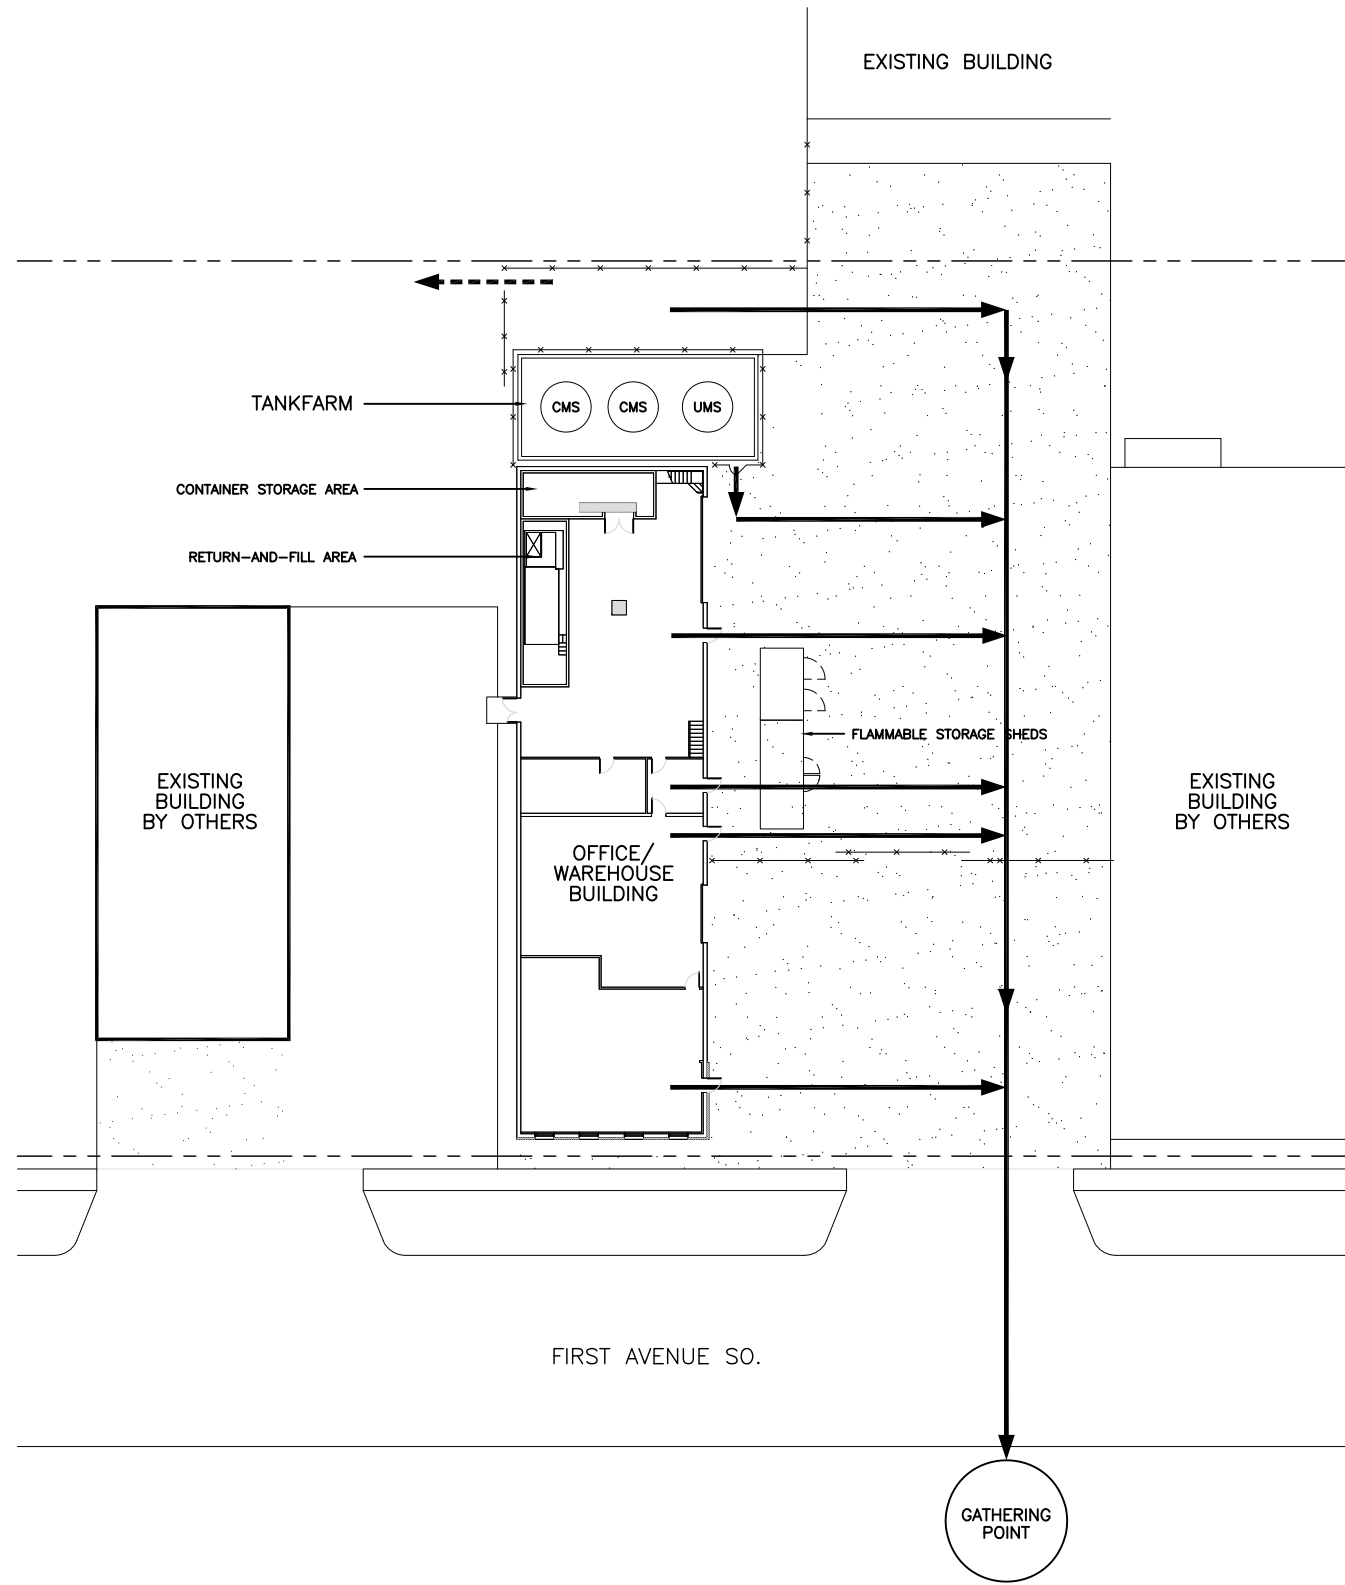 EXISTING BUILDING
TANKFARM
CMS
CMS
UMS
CONTAINER STORAGE AREA
RETURN-AND-FILL AREA
FLAMMABLE STORAGE SHEDS
EXISTING
BUILDING
BY OTHERS
EXISTING
BUILDING
BY OTHERS
OFFICE/
WAREHOUSE
BUILDING
FIRST AVENUE SO.
GATHERING
POINT